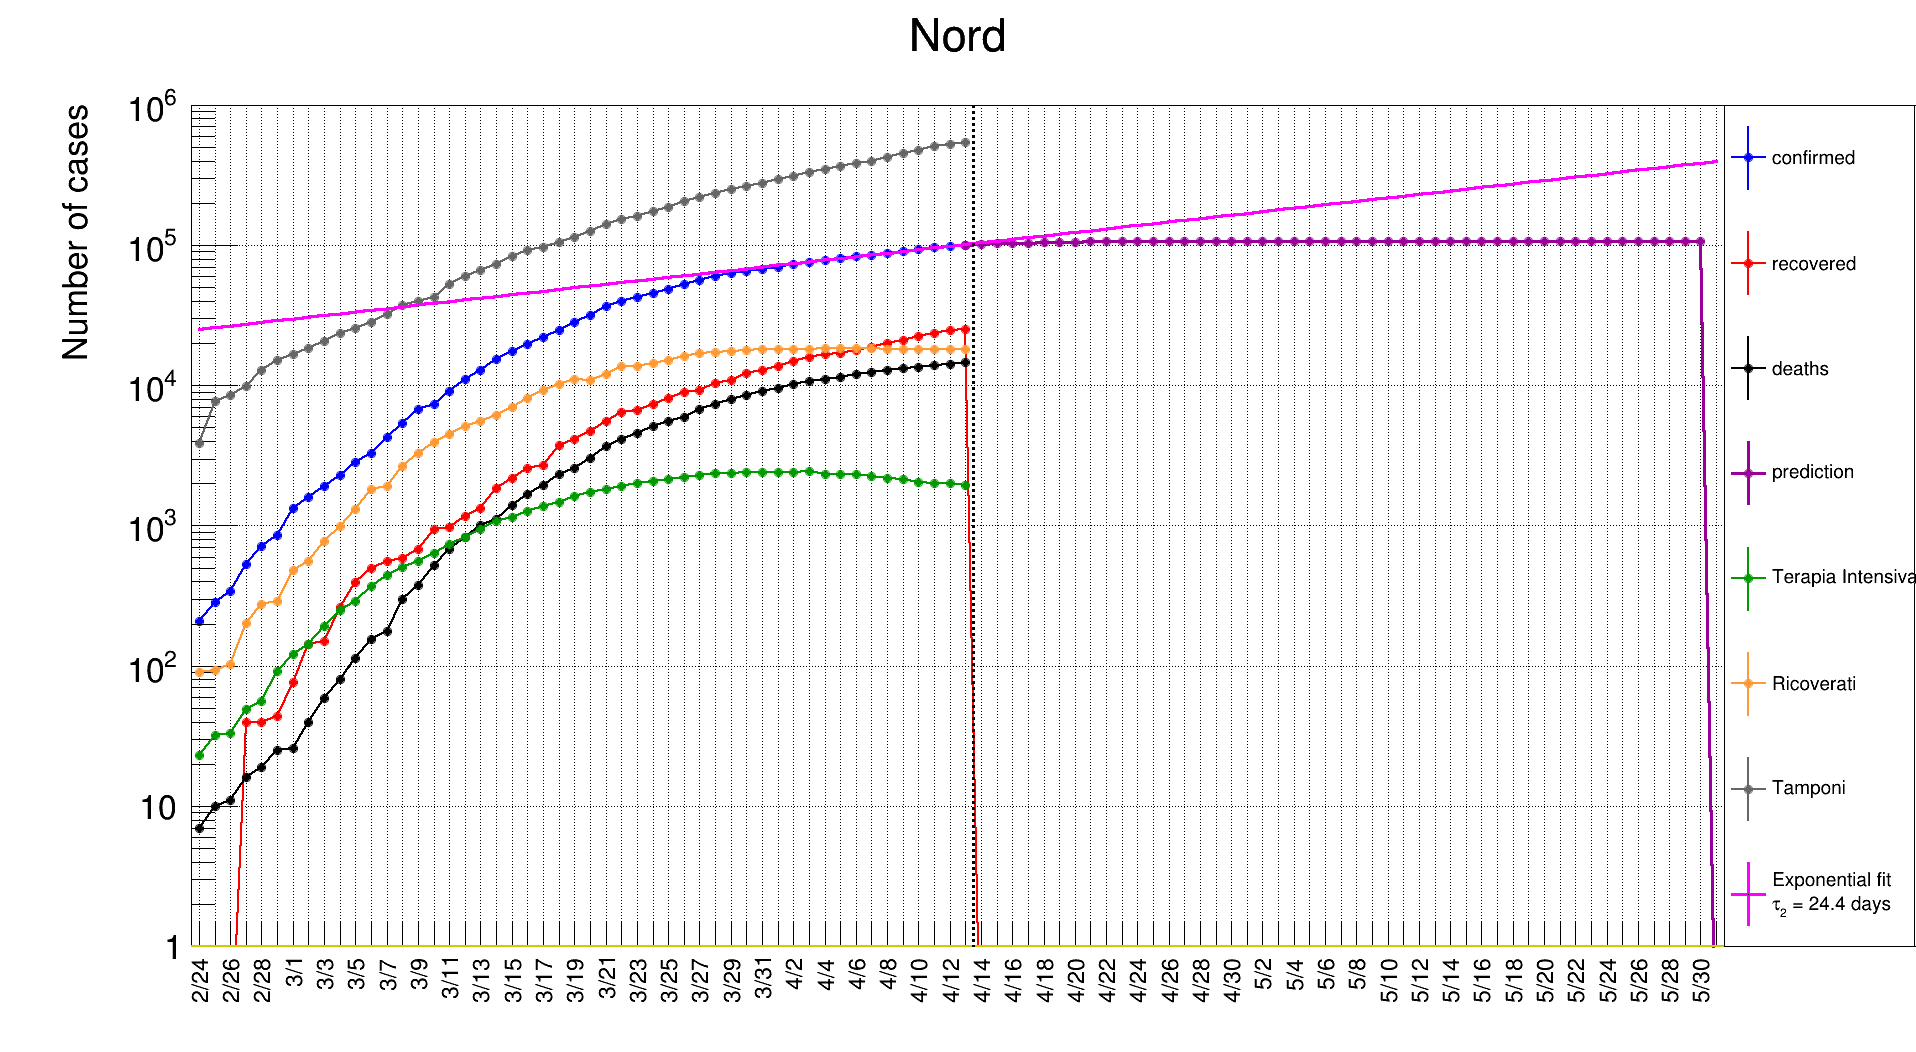 Nord
Number of cases
10^6
10^5
10^4
10^3
10^2
10
1
2/24 2/26 2/28 3/1 3/3 3/5 3/7 3/9 3/11 3/13 3/15 3/17 3/19 3/21 3/23 3/25 3/27 3/29 3/31 4/2 4/4 4/6 4/8 4/10 4/12 4/14 4/16 4/18 4/20 4/22 4/24 4/26 4/28 4/30 5/2 5/4 5/6 5/8 5/10 5/12 5/14 5/16 5/18 5/20 5/22 5/24 5/26 5/28 5/30
confirmed
recovered
deaths
prediction
Terapia Intensiva
Ricoverati
Tamponi
Exponential fit
τ_2 = 24.4 days